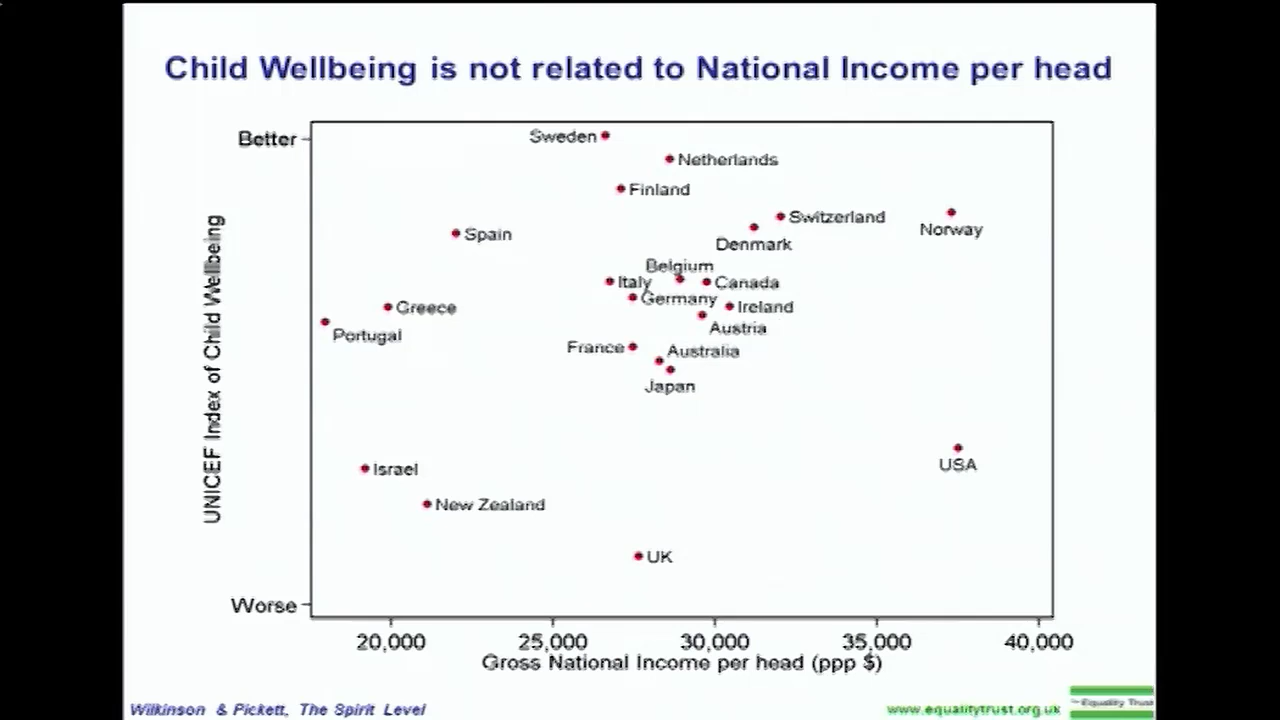 Child Wellbeing is not related to National Income per head
Better
Sweden
Netherlands
Finland
Switzerland
Norway
Denmark
Spain
Belgium
Italy
Canada
Germany
Ireland
Greece
Austria
Portugal
France
Australia
Japan
USA
Israel
New Zealand
UK
Worse
UNICEF Index of Child Wellbeing
20,000 25,000 30,000 35,000 40,000
Gross National Income per head (ppp $)
Wilkinson & Pickett, The Spirit Level
www.equalitytrust.org.uk
The Equality Trust